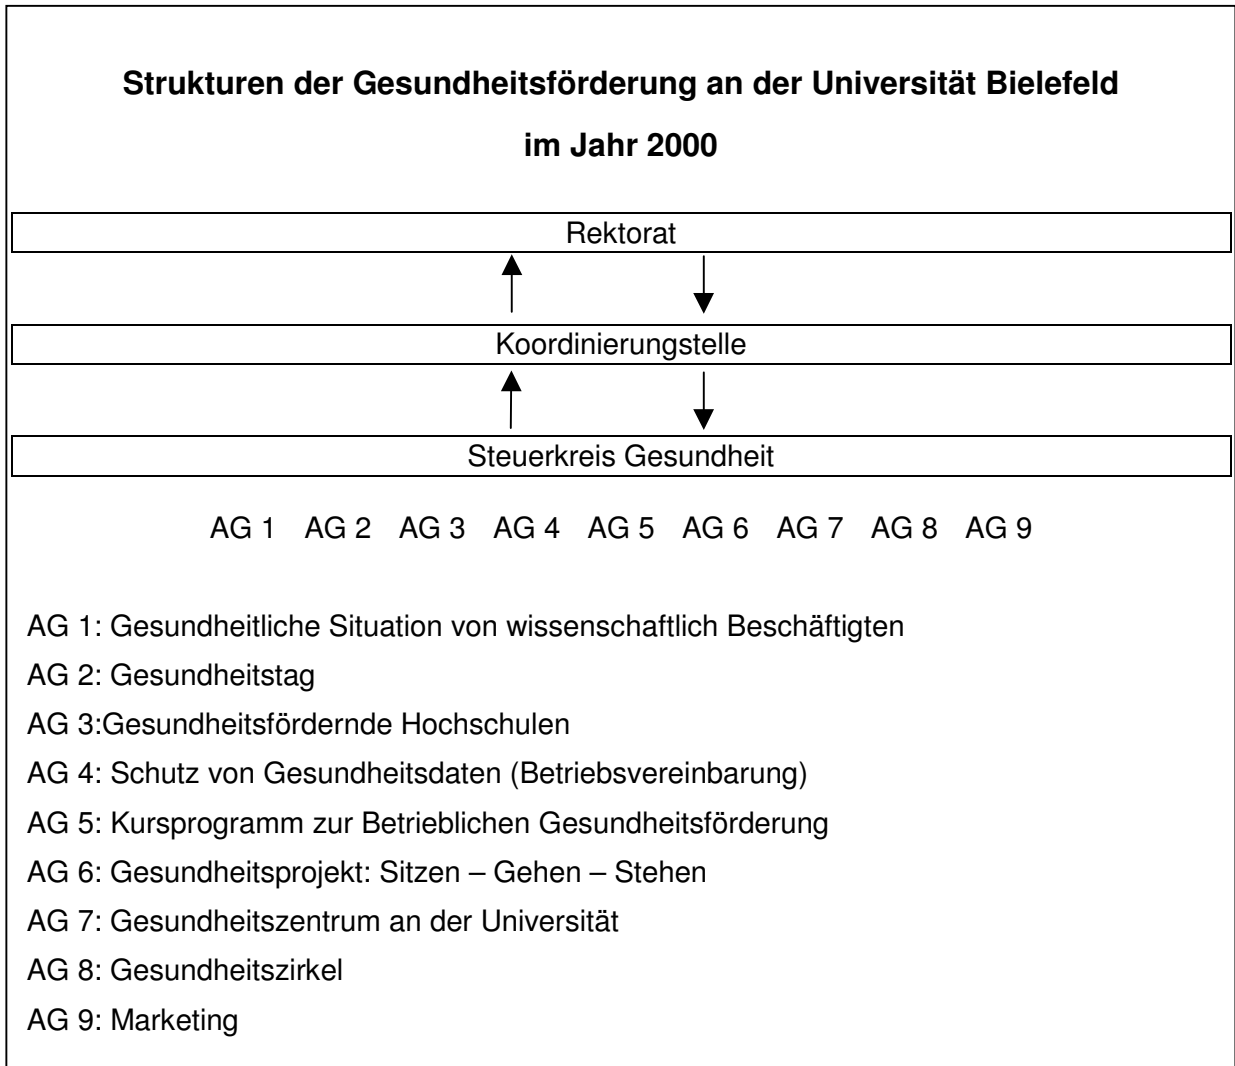 Strukturen der Gesundheitsförderung an der Universität Bielefeld
im Jahr 2000
Rektorat
Koordinierungstelle
Steuerkreis Gesundheit
AG 1 AG 2 AG 3 AG 4 AG 5 AG 6 AG 7 AG 8 AG 9
AG 1: Gesundheitliche Situation von wissenschaftlich Beschäftigten
AG 2: Gesundheitstag
AG 3:Gesundheitsfördernde Hochschulen
AG 4: Schutz von Gesundheitsdaten (Betriebsvereinbarung)
AG 5: Kursprogramm zur Betrieblichen Gesundheitsförderung
AG 6: Gesundheitsprojekt: Sitzen – Gehen – Stehen
AG 7: Gesundheitszentrum an der Universität
AG 8: Gesundheitszirkel
AG 9: Marketing